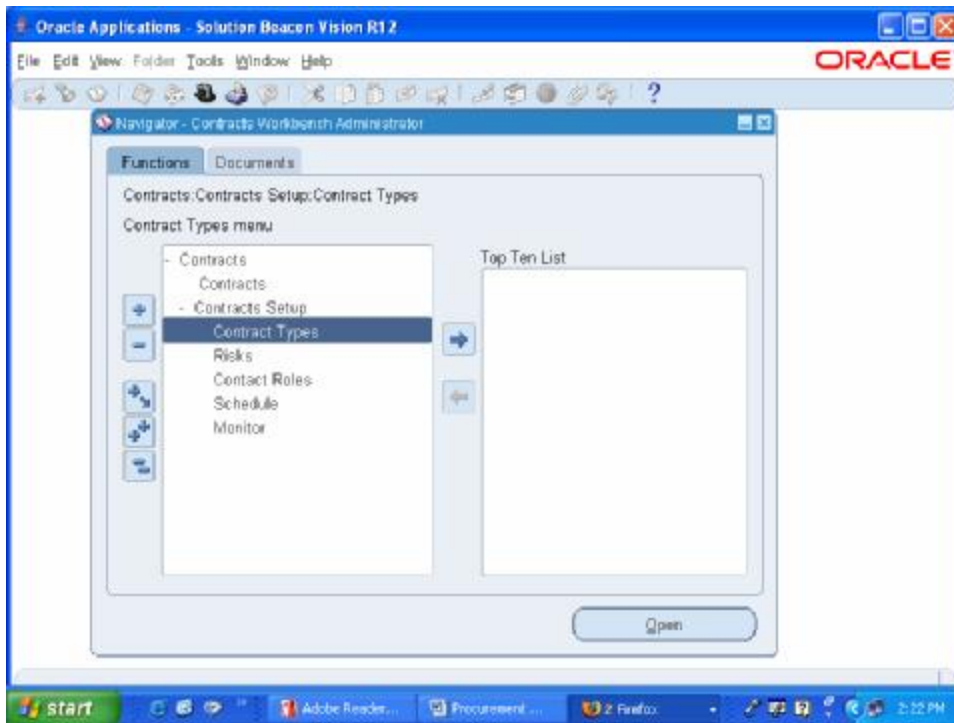 Oracle Applications - Solution Beacon Vision R12
File Edit View Folder Tools Window Help
ORACLE
Navigator - Contracts Workbench Administrator
Functions Documents
Contracts:Contracts Setup:Contract Types
Contract Types menu
Top Ten List
- Contracts
Contracts
- Contracts Setup
Contract Types
Risks
Contact Roles
Schedule
Monitor
Open
start
Adobe Reader...
Procurement ...
2 Firefox
2:22 PM